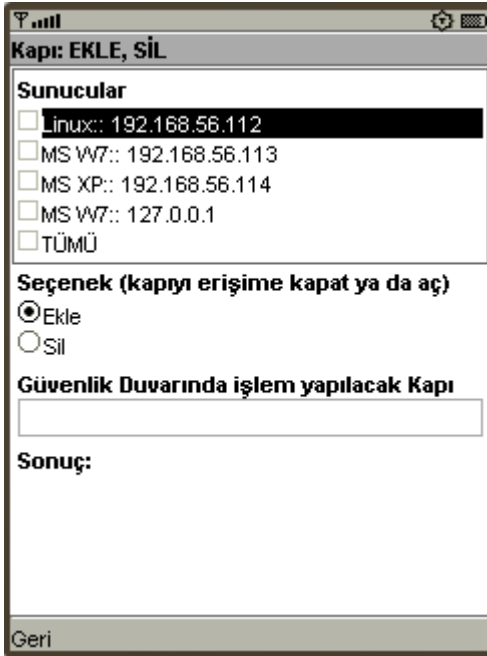 Kapı: EKLE, SİL
Sunucular
Linux:: 192.168.56.112
MS W7:: 192.168.56.113
MS XP:: 192.168.56.114
MS W7:: 127.0.0.1
TÜMÜ
Seçenek (kapıyı erişime kapat ya da aç)
Ekle
Sil
Güvenlik Duvarında işlem yapılacak Kapı
Sonuç:
Geri